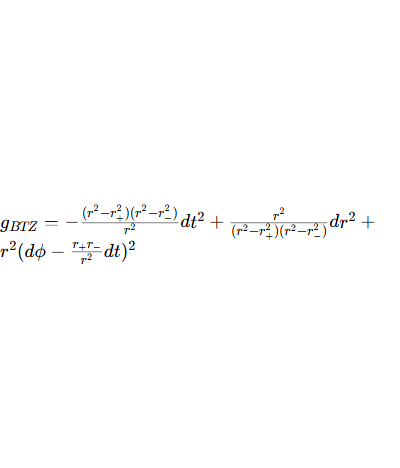 g_{BTZ} = -\frac{(r^2-r_+^2)(r^2-r_-^2)}{r^2}dt^2 + \frac{r^2}{(r^2-r_+^2)(r^2-r_-^2)}dr^2 +
r^2(d\phi - \frac{r_+r_-}{r^2}dt)^2